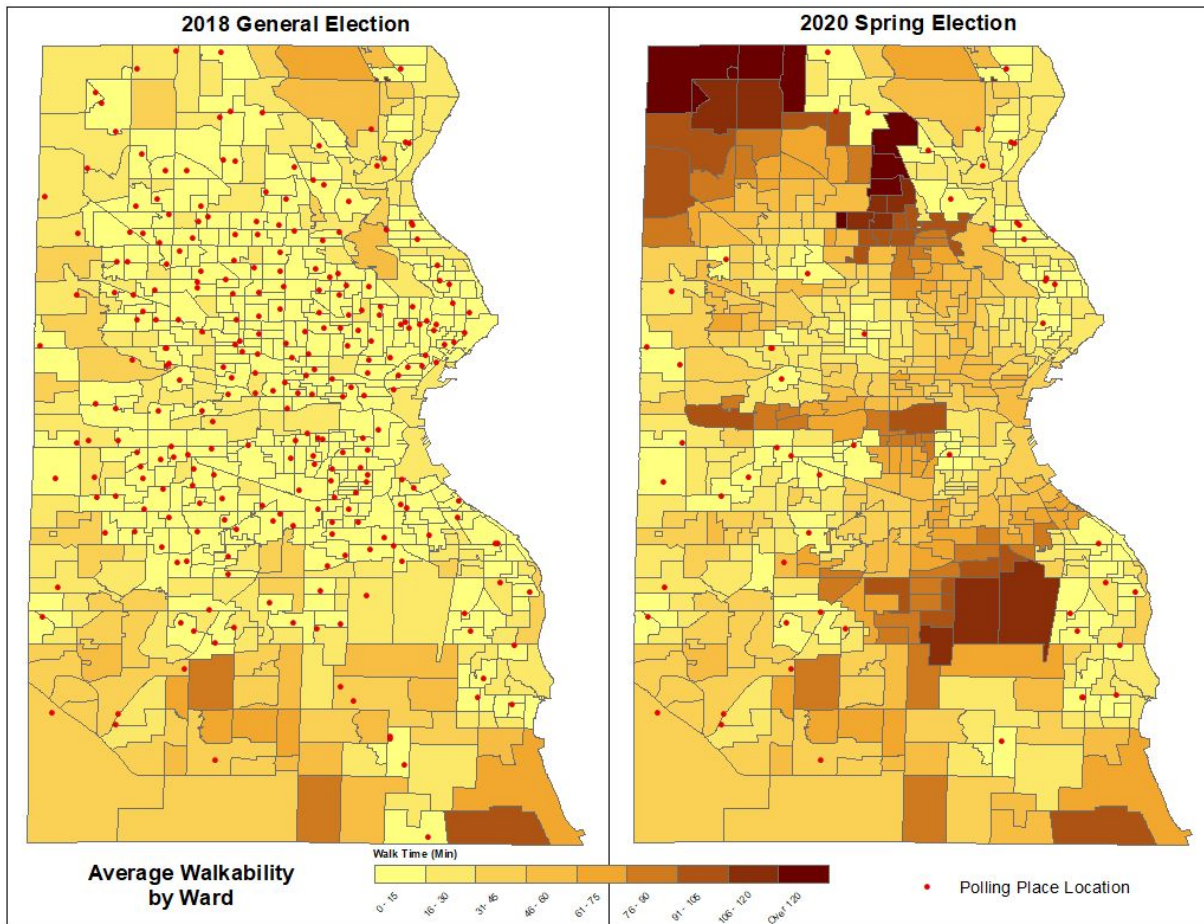 2018 General Election
2020 Spring Election
Average Walkability
by Ward
Walk Time (Min)
0 - 15
16 - 30
31- 45
46 - 60
61 - 75
76 - 90
91 - 105
106 - 120
Over 120
Polling Place Location